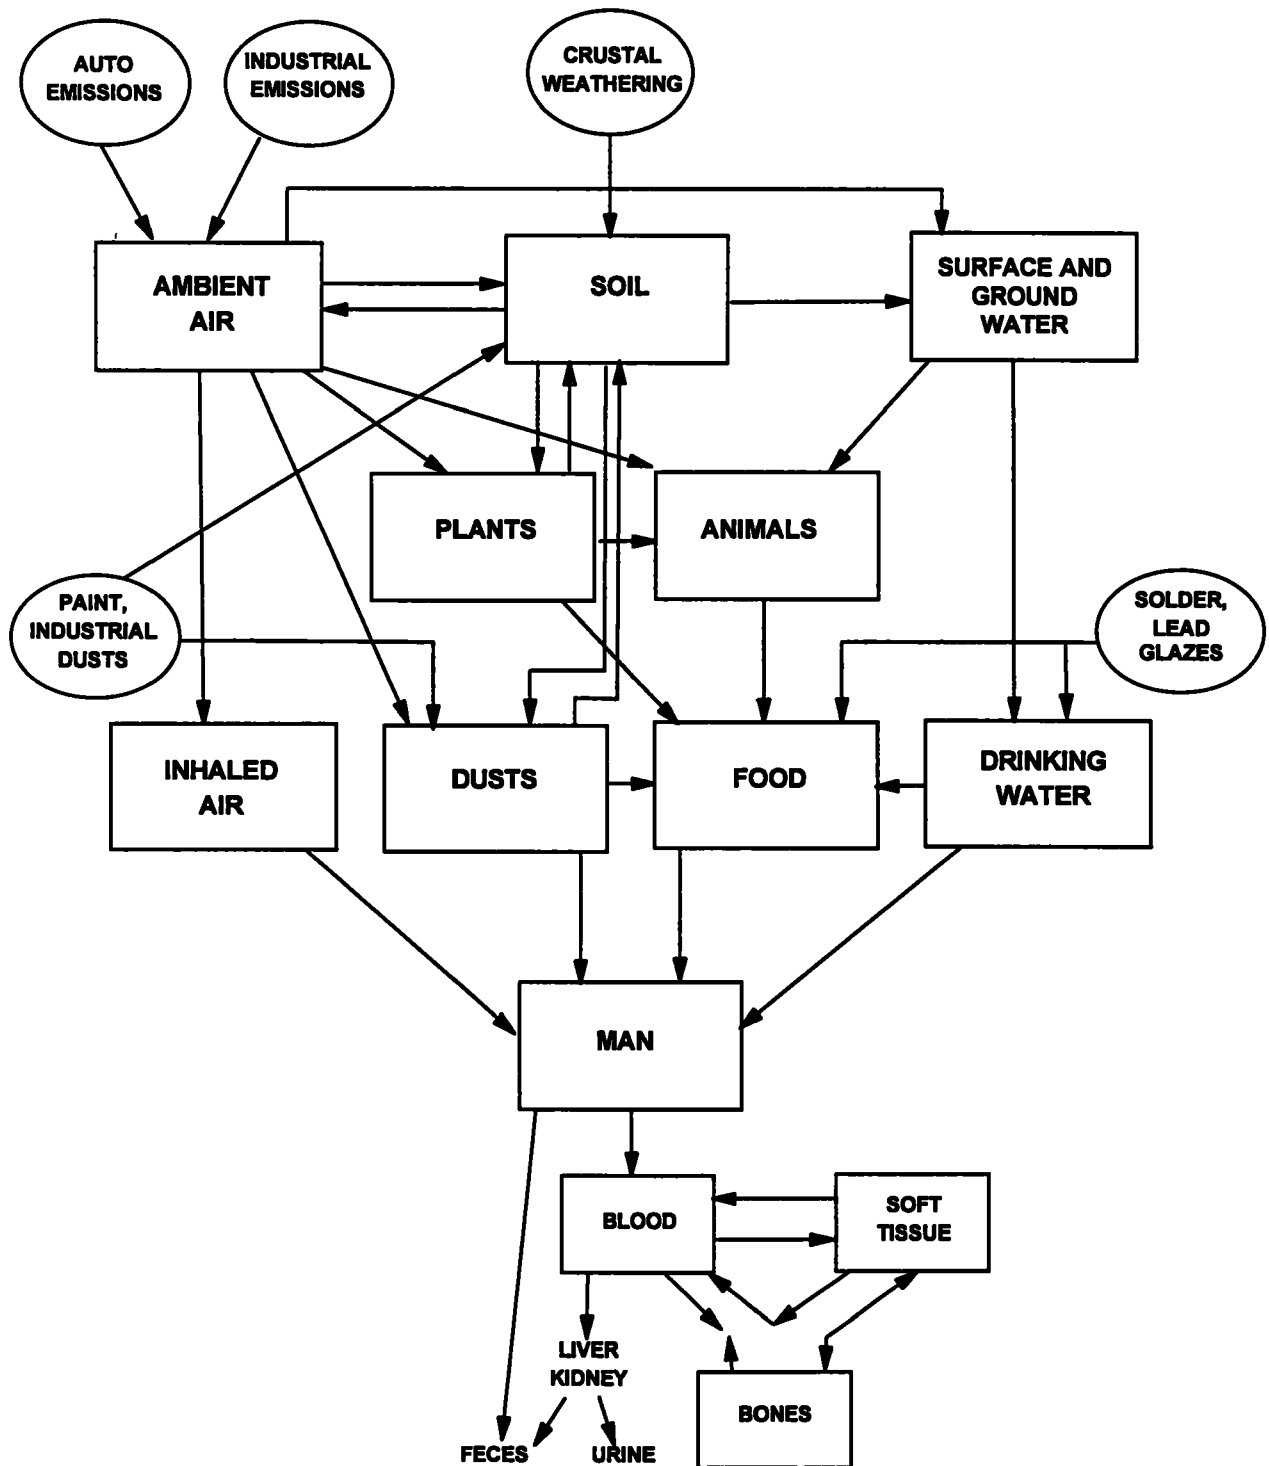 AUTO
EMISSIONS
INDUSTRIAL
EMISSIONS
CRUSTAL
WEATHERING
AMBIENT
AIR
SOIL
SURFACE AND
GROUND
WATER
PLANTS
ANIMALS
PAINT,
INDUSTRIAL
DUSTS
SOLDER,
LEAD
GLAZES
INHALED
AIR
DUSTS
FOOD
DRINKING
WATER
MAN
BLOOD
SOFT
TISSUE
LIVER
KIDNEY
BONES
FECES
URINE